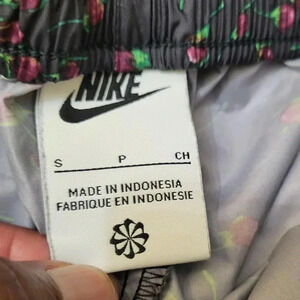 NIKE
S P CH
MADE IN INDONESIA
FABRIQUE EN INDONESIE